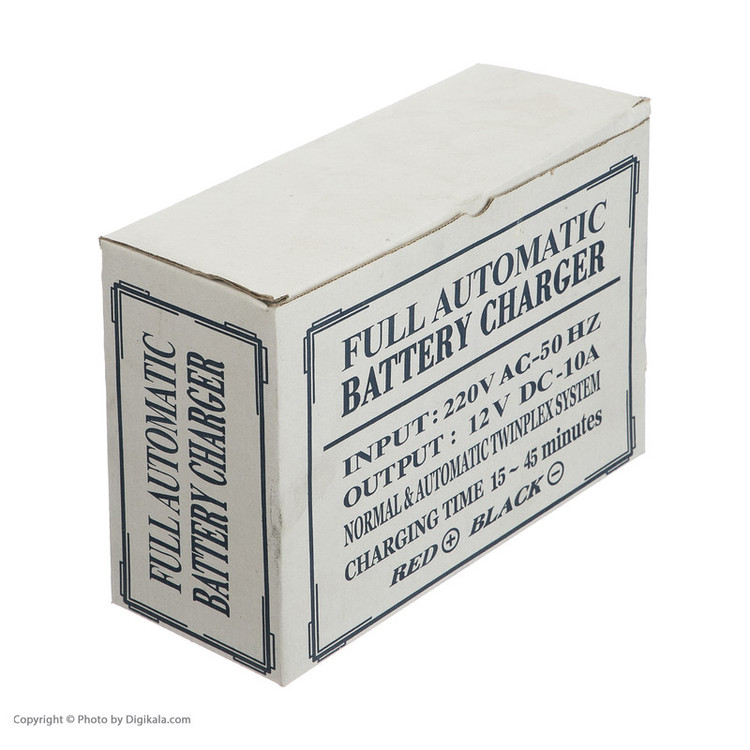 FULL AUTOMATIC
BATTERY CHARGER
FULL AUTOMATIC
BATTERY CHARGER
INPUT: 220V AC-50 HZ
OUTPUT: 12V DC-10A
NORMAL & AUTOMATIC TWINPLEX SYSTEM
CHARGING TIME 15~45 minutes
RED ⊕ BLACK ⊖
Copyright © Photo by Digikala.com